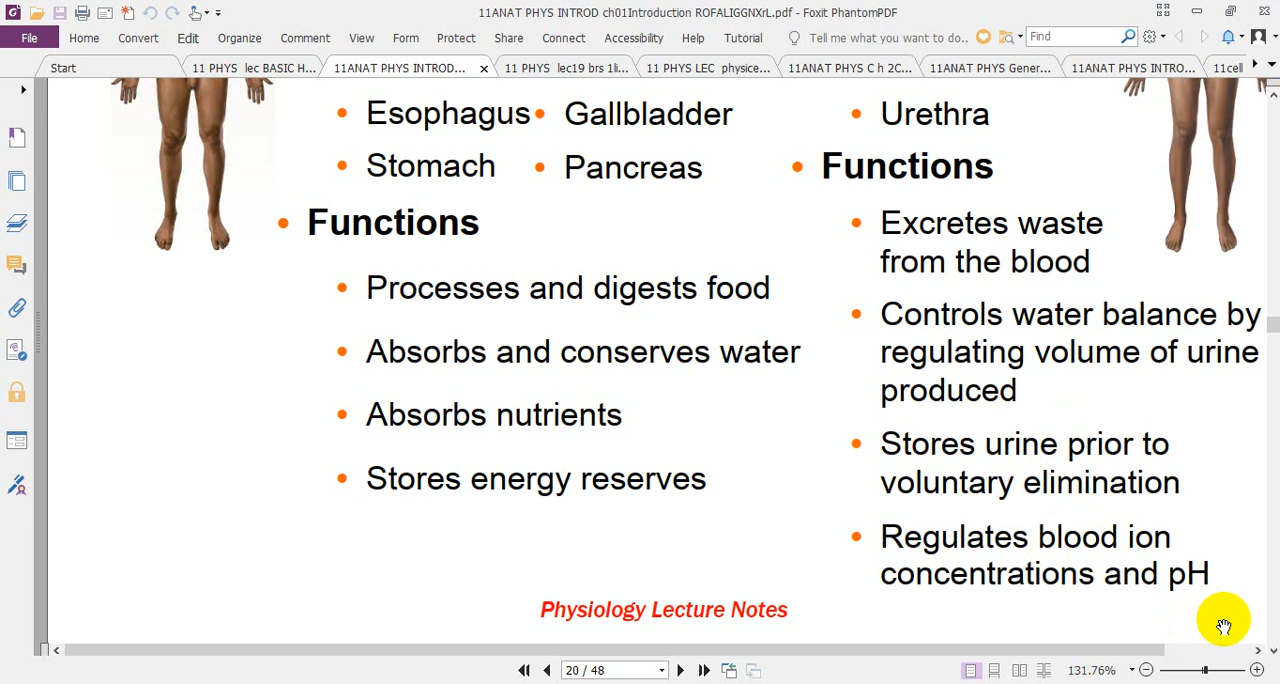 11ANAT PHYS INTROD ch01Introduction ROFALIGGNXrL.pdf - Foxit PhantomPDF
File Home Convert Edit Organize Comment View Form Protect Share Connect Accessibility Help Tutorial Tell me what you want to do.. Find
Start 11 PHYS lec BASIC H... 11ANAT PHYS INTROD... 11 PHYS lec19 brs 1li... 11 PHYS LEC physice... 11ANAT PHYS C h 2C... 11ANAT PHYS Gener... 11ANAT PHYS INTRO... 11cell
• Esophagus • Gallbladder
• Stomach • Pancreas
• Functions
• Processes and digests food
• Absorbs and conserves water
• Absorbs nutrients
• Stores energy reserves
• Urethra
• Functions
• Excretes waste
from the blood
• Controls water balance by
regulating volume of urine
produced
• Stores urine prior to
voluntary elimination
• Regulates blood ion
concentrations and pH
Physiology Lecture Notes
20 / 48 131.76%